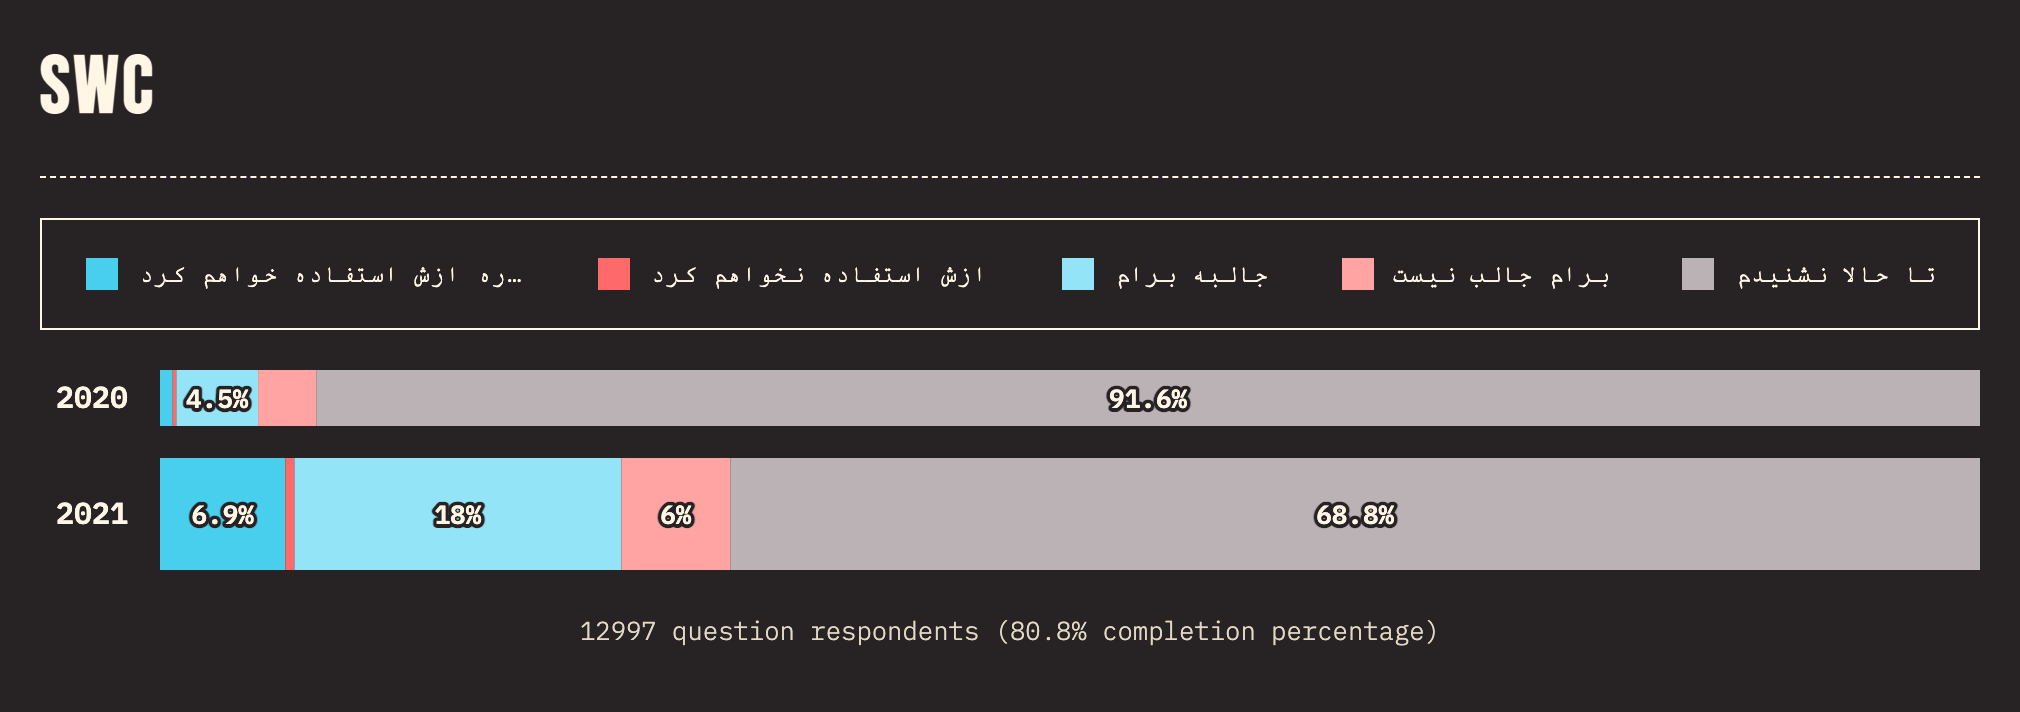 SWC
ره ازش استفاده خواهم کرد…
ازش استفاده نخواهم کرد
جالبه برام
برام جالب نیست
تا حالا نشنیدم
2020 4.5% 91.6%
2021 6.9% 18% 6% 68.8%
12997 question respondents (80.8% completion percentage)